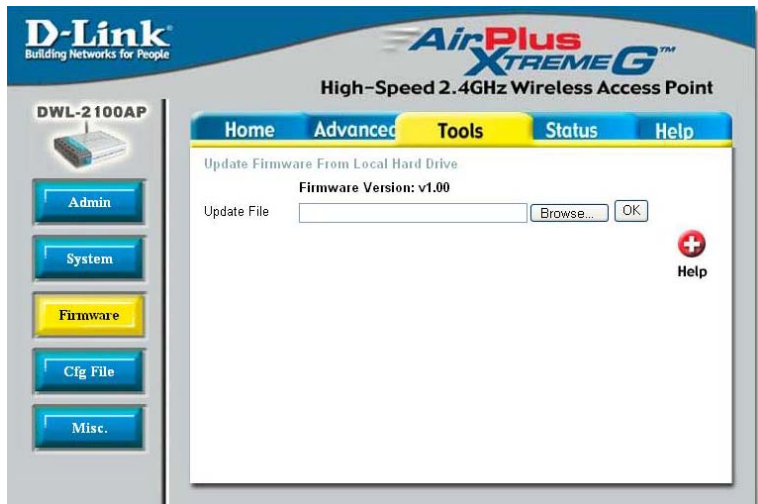 D-Link
Building Networks for People
AirPlus
XTREME G™
High-Speed 2.4GHz Wireless Access Point
DWL-2100AP
Home Advanced Tools Status Help
Update Firmware From Local Hard Drive
Firmware Version: v1.00
Update File Browse... OK
Help
Admin
System
Firmware
Cfg File
Misc.